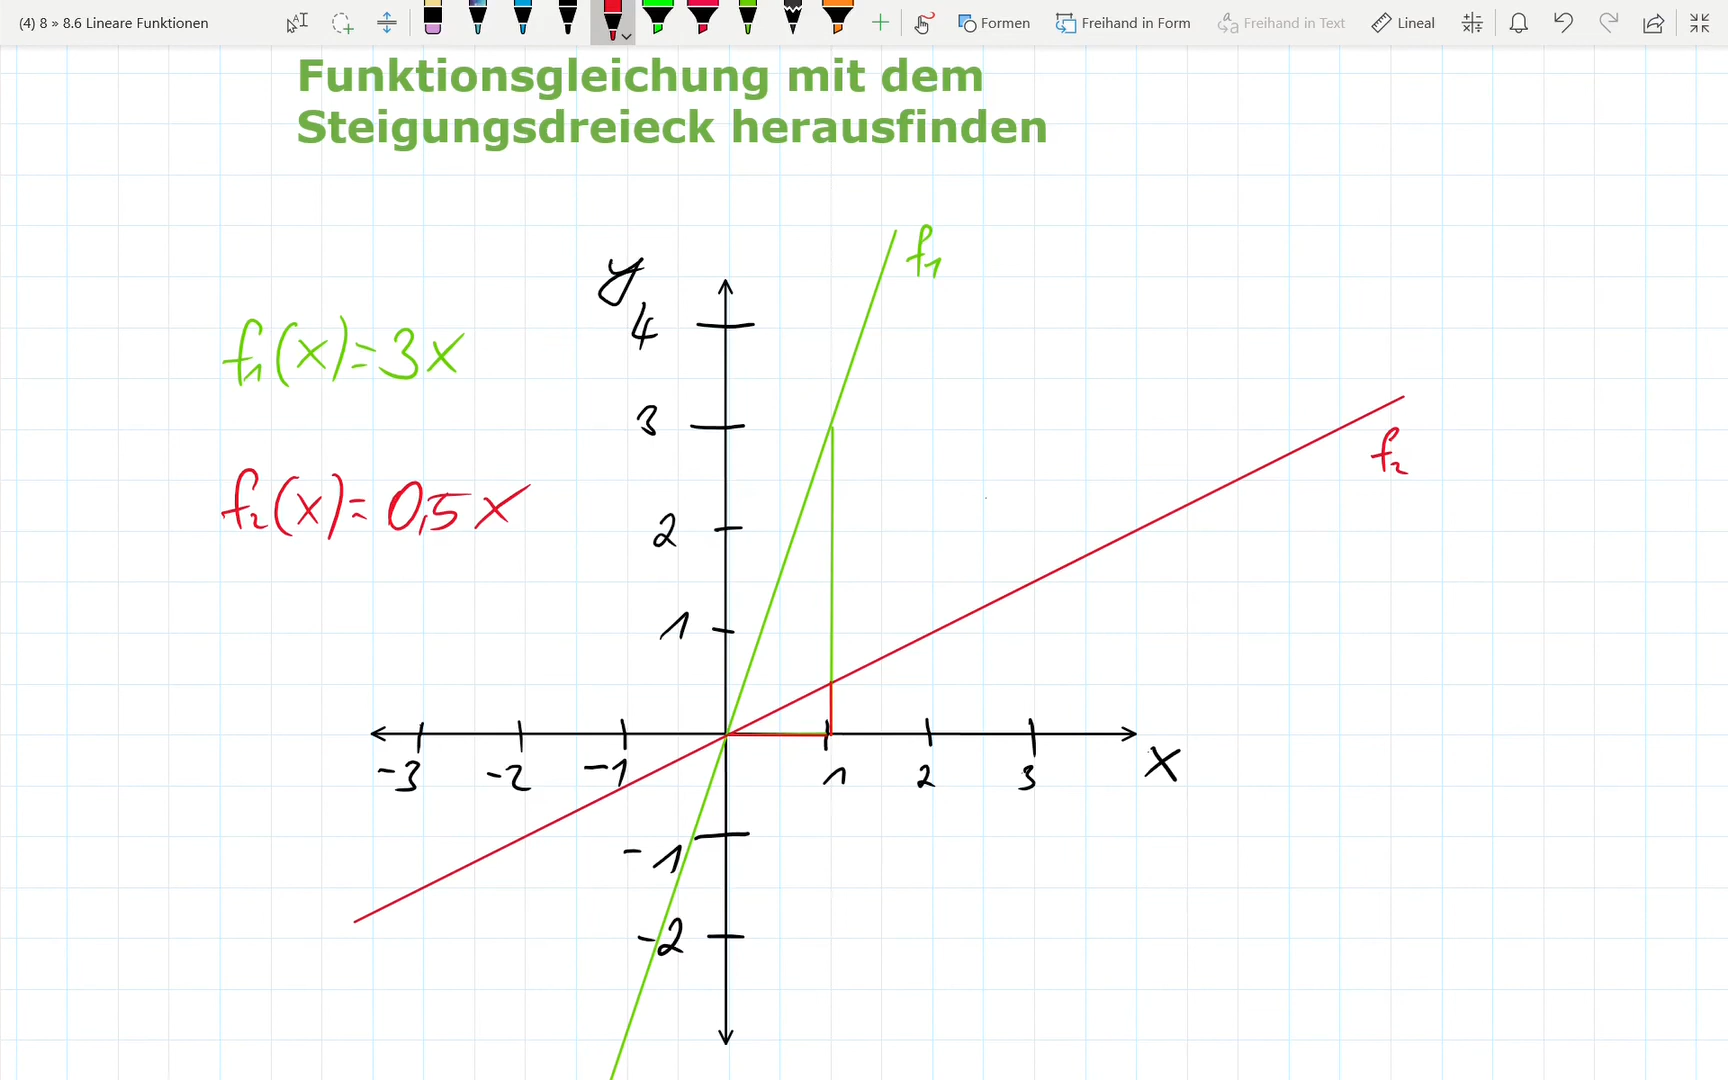 (4) 8 » 8.6 Lineare Funktionen
Formen
Freihand in Form
Freihand in Text
Lineal
Funktionsgleichung mit dem
Steigungsdreieck herausfinden
y
f₁
4
f₁(x)=3x
3
f₂
f₂(x)=0,5x
2
1
-3 -2 -1 1 2 3 x
-1
-2